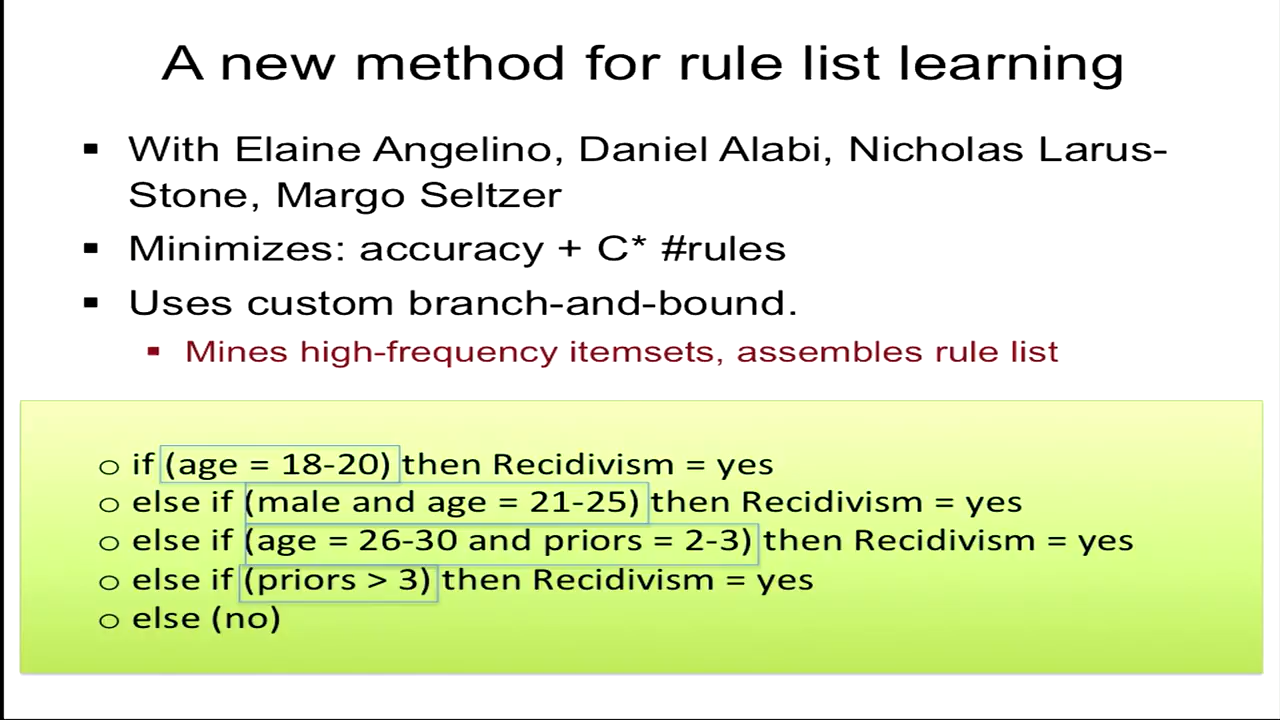 A new method for rule list learning
With Elaine Angelino, Daniel Alabi, Nicholas Larus-
Stone, Margo Seltzer
Minimizes: accuracy + C* #rules
Uses custom branch-and-bound.
Mines high-frequency itemsets, assembles rule list
if (age = 18-20) then Recidivism = yes
else if (male and age = 21-25) then Recidivism = yes
else if (age = 26-30 and priors = 2-3) then Recidivism = yes
else if (priors > 3) then Recidivism = yes
else (no)